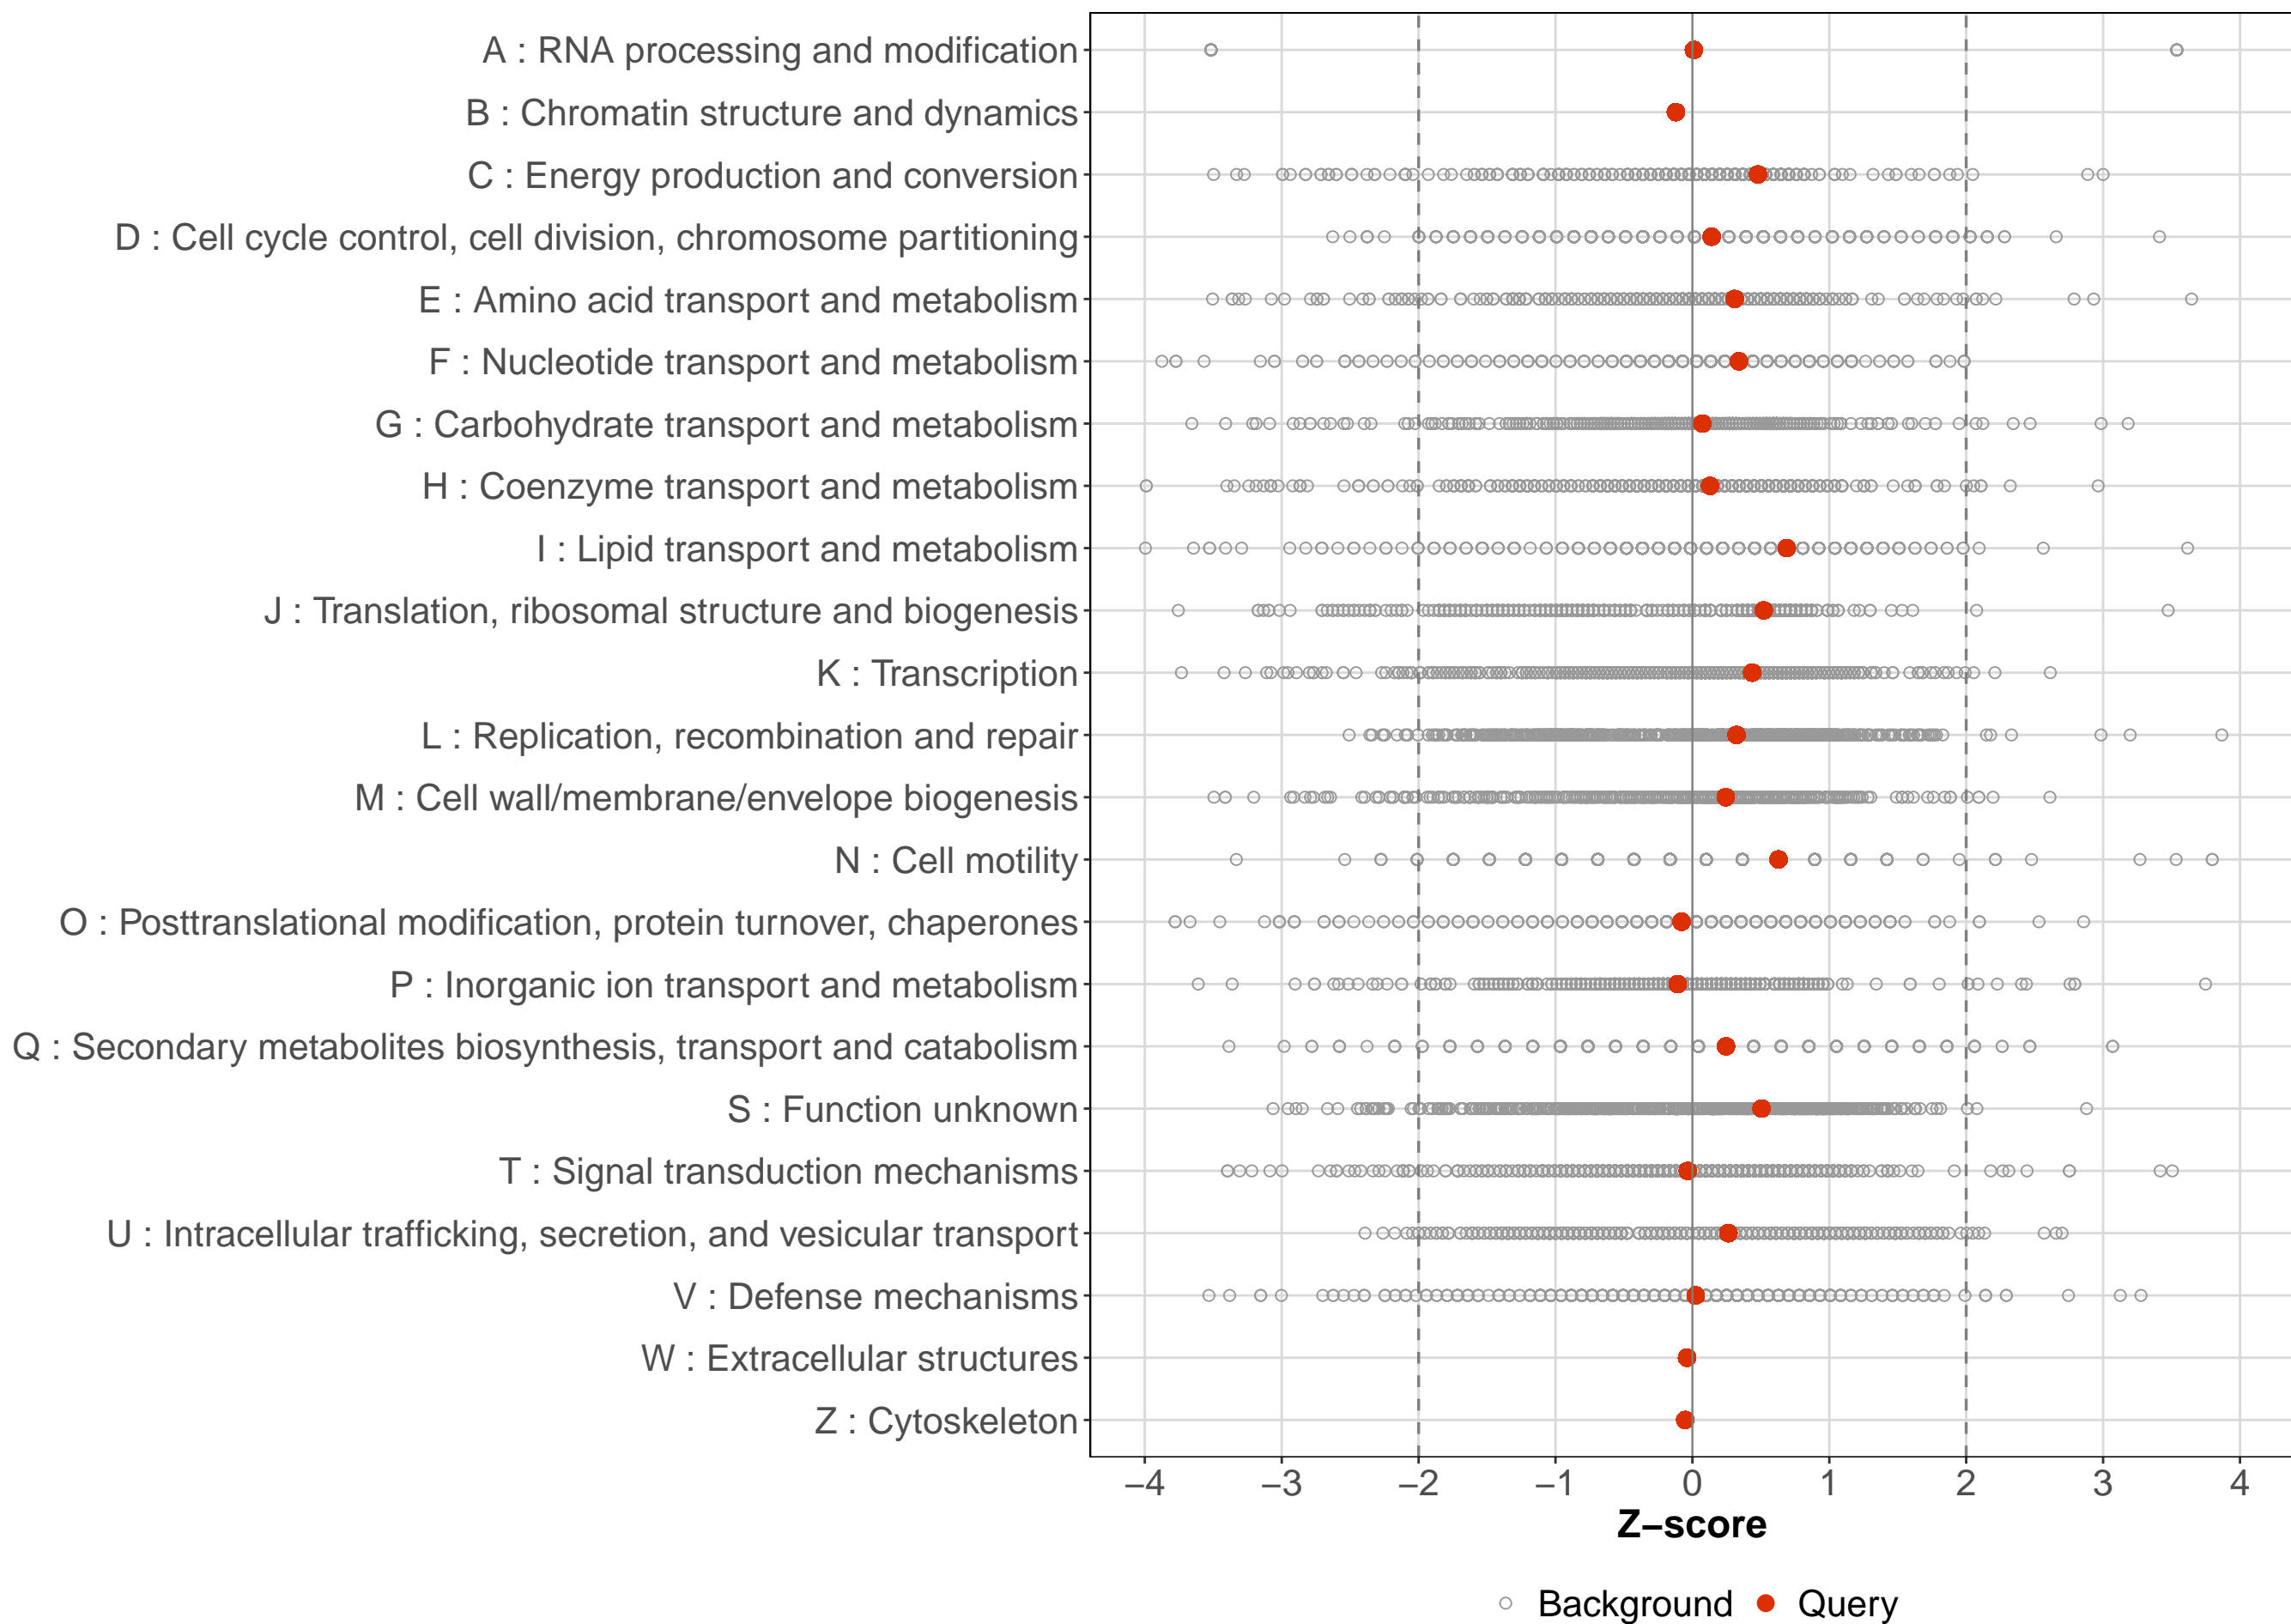 A : RNA processing and modification
B : Chromatin structure and dynamics
C : Energy production and conversion
D : Cell cycle control, cell division, chromosome partitioning
E : Amino acid transport and metabolism
F : Nucleotide transport and metabolism
G : Carbohydrate transport and metabolism
H : Coenzyme transport and metabolism
I : Lipid transport and metabolism
J : Translation, ribosomal structure and biogenesis
K : Transcription
L : Replication, recombination and repair
M : Cell wall/membrane/envelope biogenesis
N : Cell motility
O : Posttranslational modification, protein turnover, chaperones
P : Inorganic ion transport and metabolism
Q : Secondary metabolites biosynthesis, transport and catabolism
S : Function unknown
T : Signal transduction mechanisms
U : Intracellular trafficking, secretion, and vesicular transport
V : Defense mechanisms
W : Extracellular structures
Z : Cytoskeleton
−4 −3 −2 −1 0 1 2 3 4
Z−score
Background Query